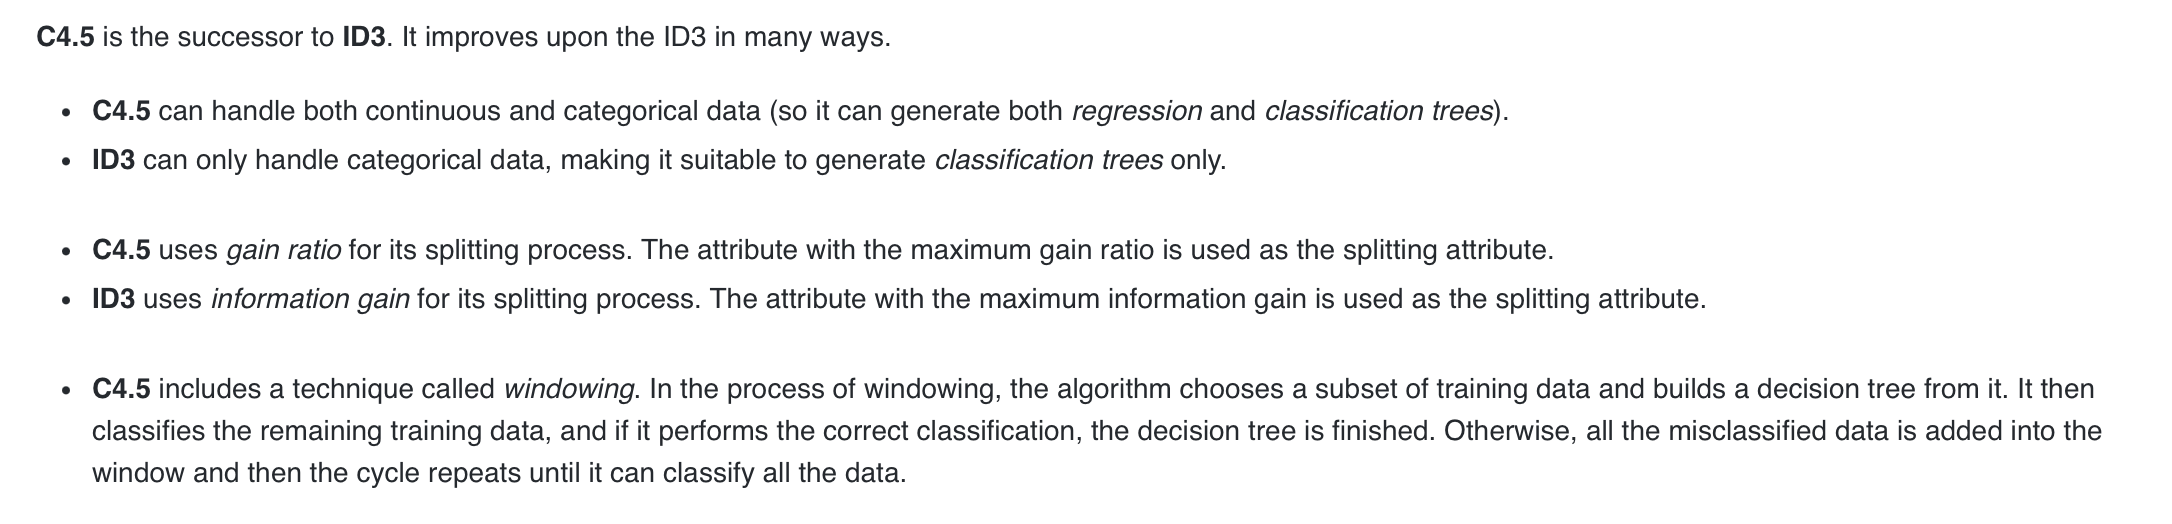 C4.5 is the successor to ID3. It improves upon the ID3 in many ways.
• C4.5 can handle both continuous and categorical data (so it can generate both regression and classification trees).
• ID3 can only handle categorical data, making it suitable to generate classification trees only.
• C4.5 uses gain ratio for its splitting process. The attribute with the maximum gain ratio is used as the splitting attribute.
• ID3 uses information gain for its splitting process. The attribute with the maximum information gain is used as the splitting attribute.
• C4.5 includes a technique called windowing. In the process of windowing, the algorithm chooses a subset of training data and builds a decision tree from it. It then
classifies the remaining training data, and if it performs the correct classification, the decision tree is finished. Otherwise, all the misclassified data is added into the
window and then the cycle repeats until it can classify all the data.